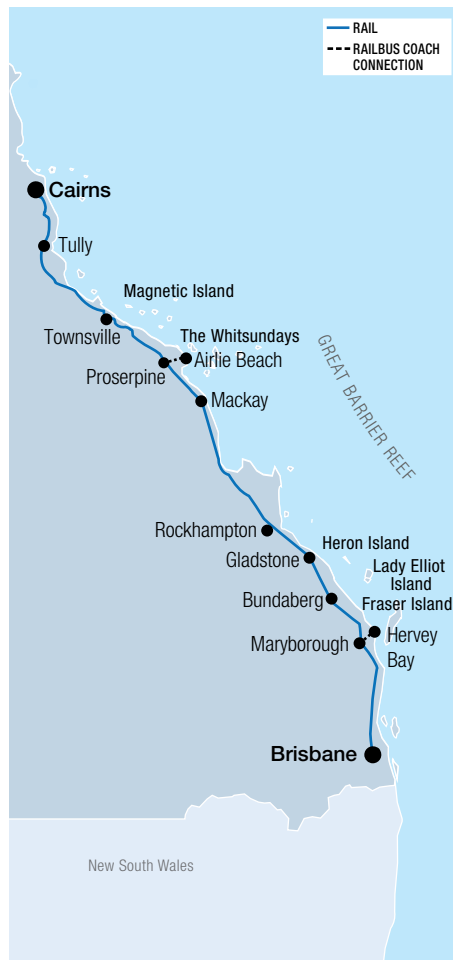 RAIL
RAILBUS COACH
CONNECTION
Cairns
Tully
Magnetic Island
Townsville
The Whitsundays
Airlie Beach
Proserpine
GREAT BARRIER REEF
Mackay
Rockhampton
Heron Island
Gladstone
Lady Elliot
Island
Bundaberg
Fraser Island
Maryborough
Hervey
Bay
Brisbane
New South Wales